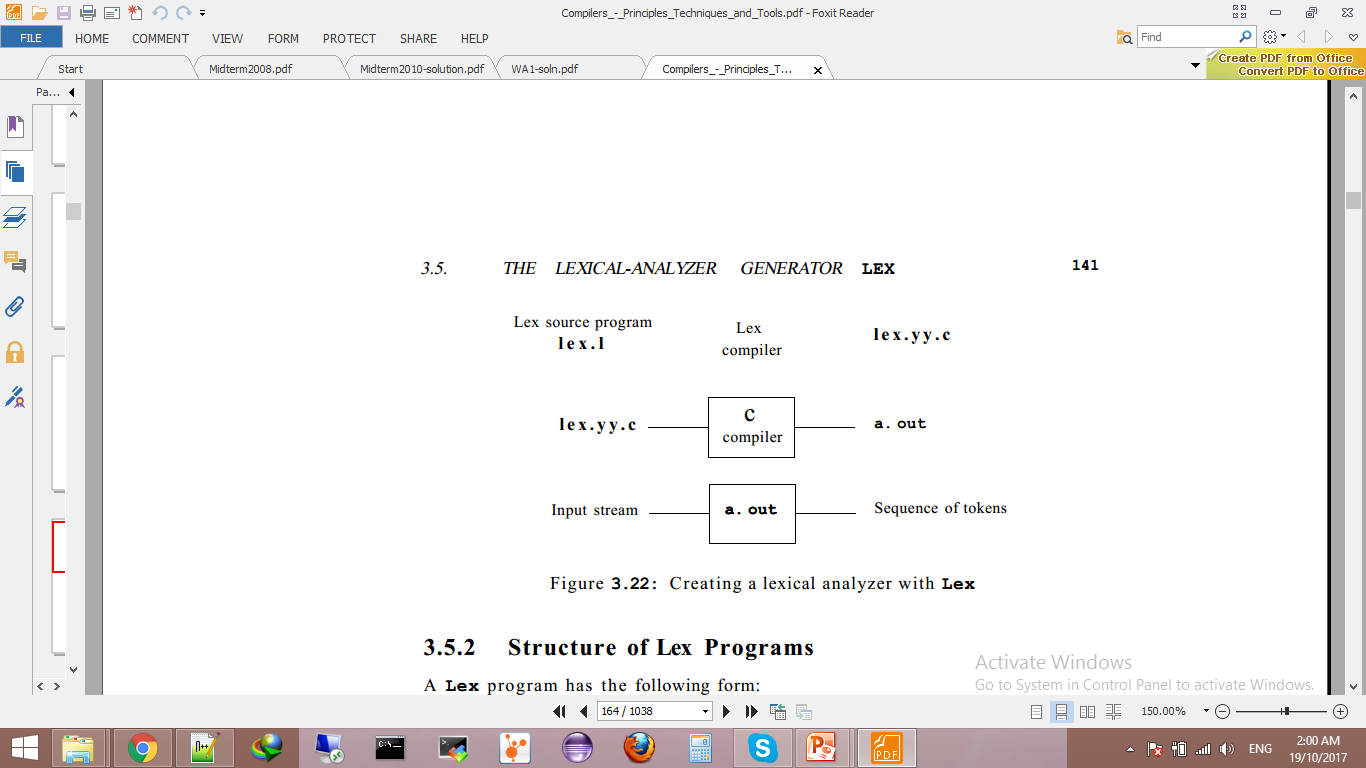 Compilers_-_Principles_Techniques_and_Tools.pdf - Foxit Reader
FILE HOME COMMENT VIEW FORM PROTECT SHARE HELP
Find
Start Midterm2008.pdf Midterm2010-solution.pdf WA1-soln.pdf Compilers_-_Principles_T...
Create PDF from Office
Convert PDF to Office
Pa...
3.5. THE LEXICAL-ANALYZER GENERATOR LEX 141
Lex source program
lex.l
Lex
compiler
lex.yy.c
lex.yy.c
C
compiler
a. out
Input stream
a. out
Sequence of tokens
Figure 3.22: Creating a lexical analyzer with Lex
3.5.2 Structure of Lex Programs
A Lex program has the following form:
Activate Windows
Go to System in Control Panel to activate Windows.
164 / 1038
150.00%
ENG
2:00 AM
19/10/2017
PDF